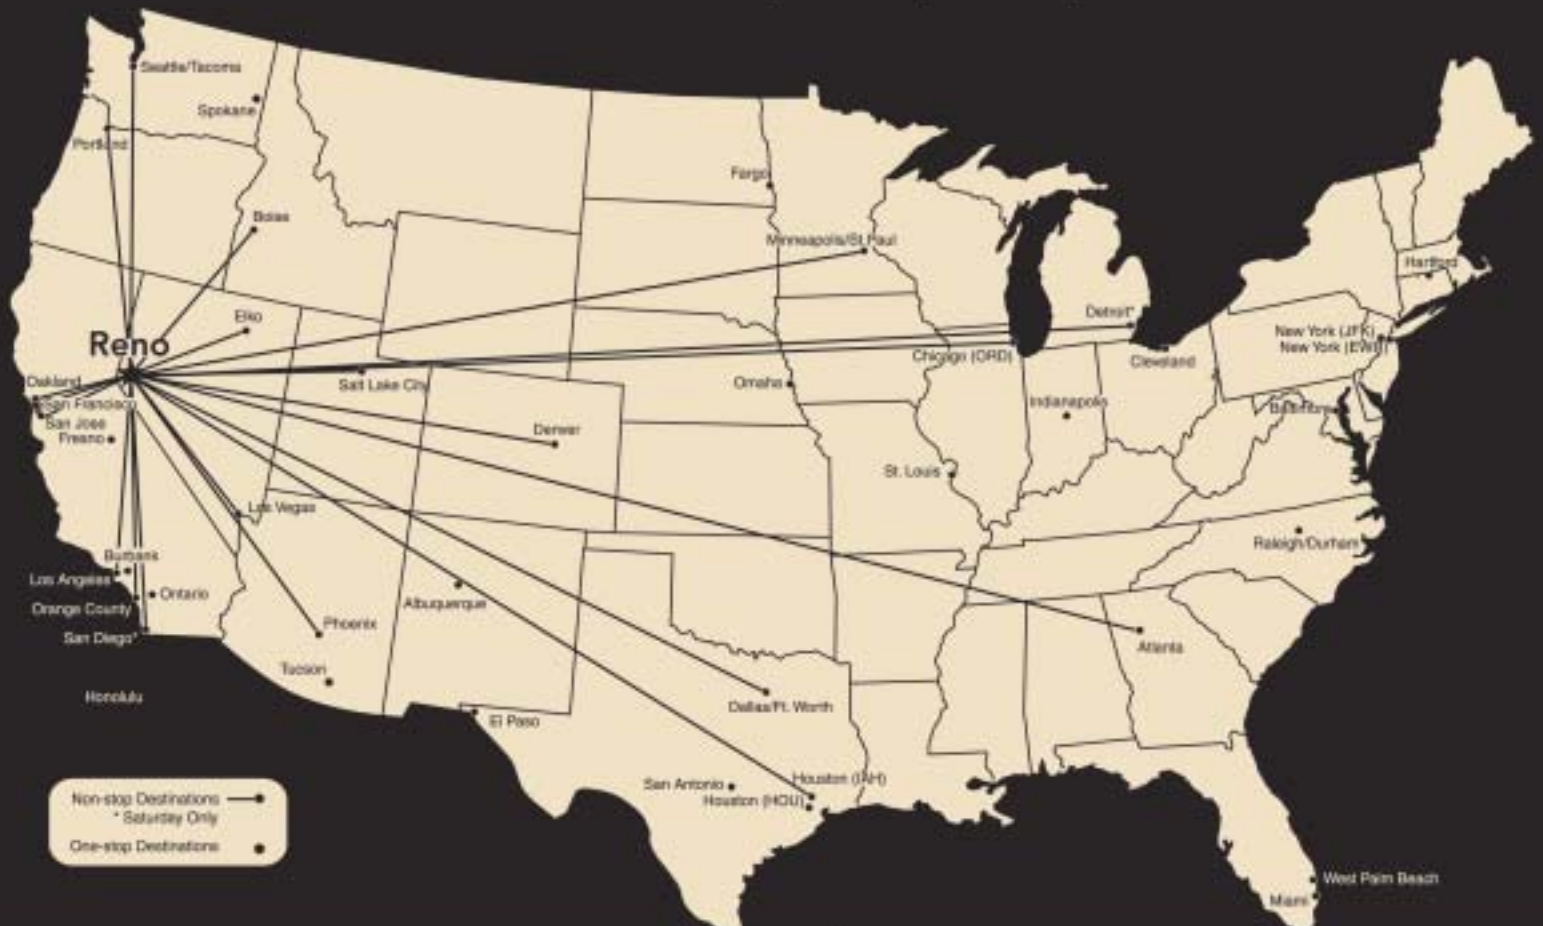 Seattle/Tacoma
Spokane
Portland
Fargo
Boise
Minneapolis/St.Paul
Hartford
Elko
Detroit*
New York (JFK)
New York (EWR)
Reno
Chicago (ORD)
Cleveland
Oakland
Salt Lake City
Omaha
San Francisco
Indianapolis
Baltimore
San Jose
Fresno
Denver
St. Louis
Las Vegas
Raleigh/Durham
Burbank
Los Angeles
Ontario
Albuquerque
Orange County
Phoenix
San Diego*
Atlanta
Tucson
Honolulu
Dallas/Ft. Worth
El Paso
Houston (IAH)
San Antonio
Houston (HOU)
Non-stop Destinations
* Saturday Only
One-stop Destinations
West Palm Beach
Miami